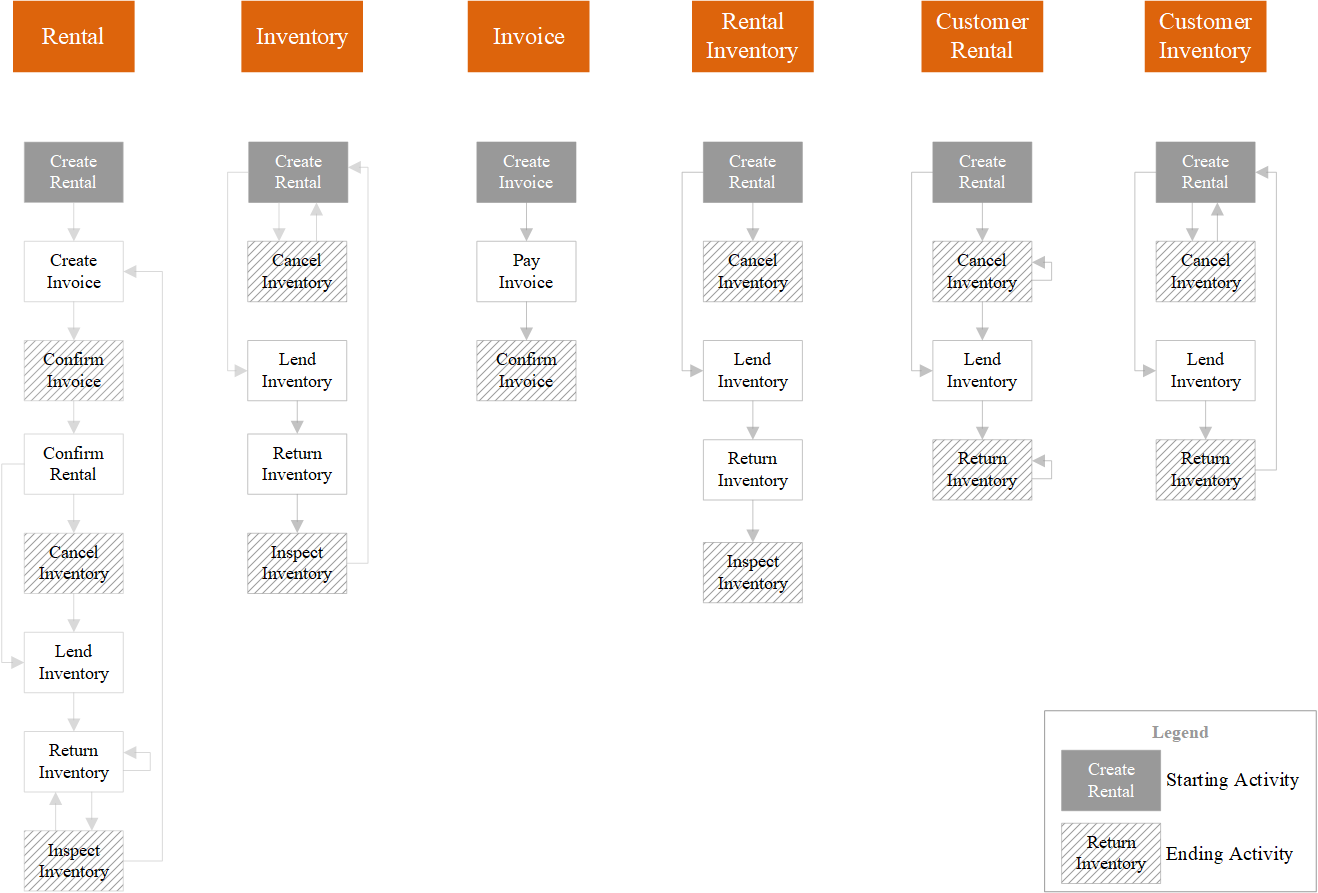 Rental
Inventory
Invoice
Rental
Inventory
Customer
Rental
Customer
Inventory
Create
Rental
Create
Invoice
Confirm
Invoice
Confirm
Rental
Cancel
Inventory
Lend
Inventory
Return
Inventory
Inspect
Inventory
Create
Rental
Cancel
Inventory
Lend
Inventory
Return
Inventory
Inspect
Inventory
Create
Invoice
Pay
Invoice
Confirm
Invoice
Create
Rental
Cancel
Inventory
Lend
Inventory
Return
Inventory
Inspect
Inventory
Create
Rental
Cancel
Inventory
Lend
Inventory
Return
Inventory
Create
Rental
Cancel
Inventory
Lend
Inventory
Return
Inventory
Legend
Create
Rental
Starting Activity
Return
Inventory
Ending Activity